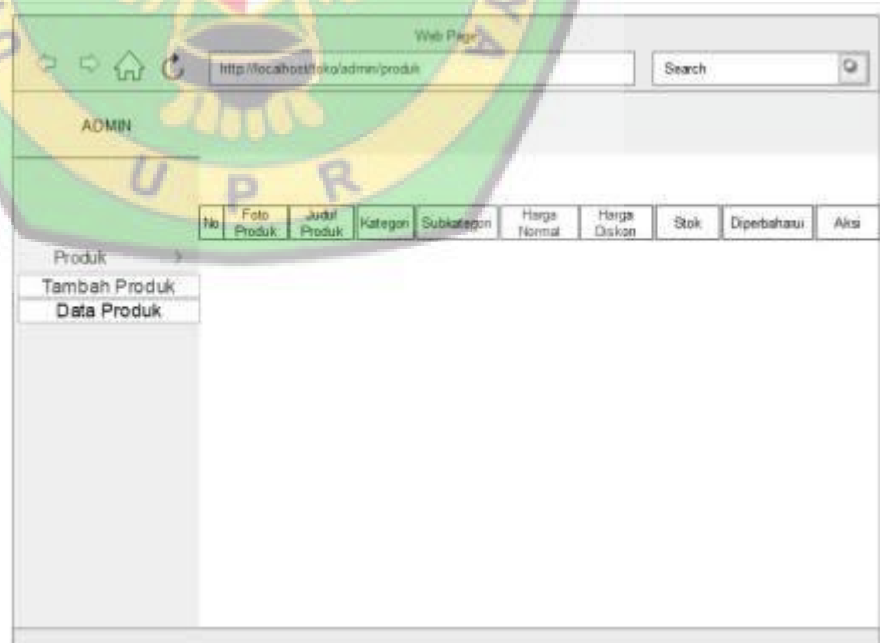 Web Page
http://localhost/toko/admin/produk
Search
ADMIN
U P R
YA
No
Foto Produk
Judul Produk
Kategori
Subkategori
Harga Normal
Harga Diskon
Stok
Diperbaharui
Aksi
Produk >
Tambah Produk
Data Produk